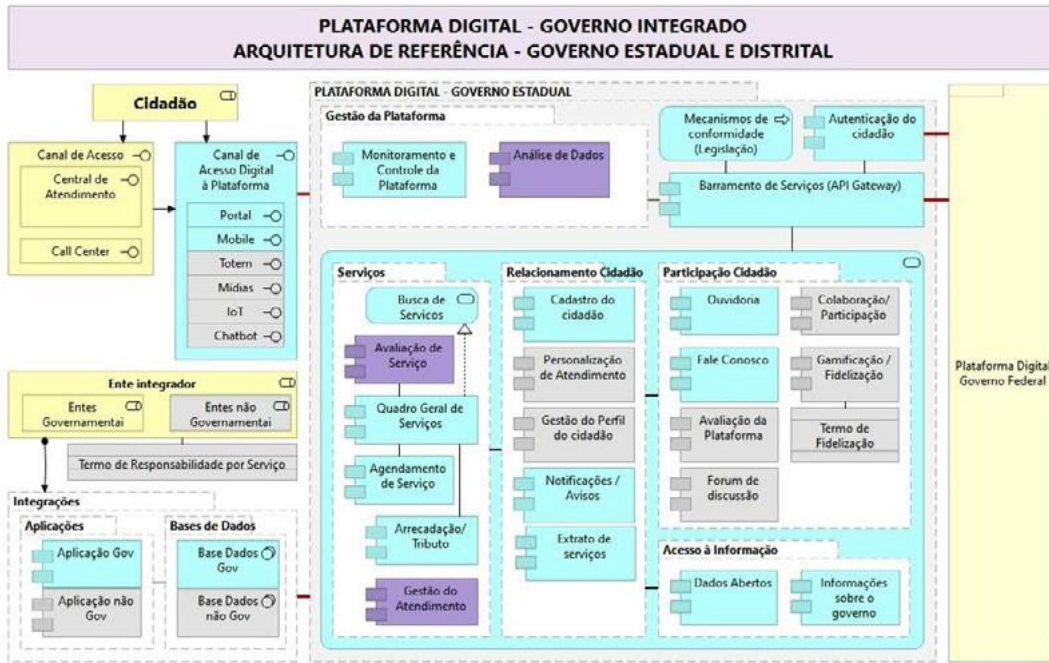 PLATAFORMA DIGITAL - GOVERNO INTEGRADO
ARQUITETURA DE REFERÊNCIA - GOVERNO ESTADUAL E DISTRITAL
Cidadão
Canal de Acesso
Central de
Atendimento
Call Center
Canal de
Acesso Digital
à Plataforma
Portal
Mobile
Totem
Mídias
IoT
Chatbot
Ente integrador
Entes
Governamentai
Entes não
Governamentai
Termo de Responsabilidade por Serviço
Integrações
Aplicações
Aplicação Gov
Aplicação não
Gov
Bases de Dados
Base Dados
Gov
Base Dados
não Gov
PLATAFORMA DIGITAL - GOVERNO ESTADUAL
Gestão da Plataforma
Monitoramento e
Controle da
Plataforma
Análise de Dados
Mecanismos de
conformidade
(Legislação)
Autenticação do
cidadão
Barramento de Serviços (API Gateway)
Serviços
Busca de
Servicos
Avaliação de
Serviço
Quadro Geral de
Serviços
Agendamento
de Serviço
Arrecadação/
Tributo
Gestão do
Atendimento
Relacionamento Cidadão
Cadastro do
cidadão
Personalização
de Atendimento
Gestão do Perfil
do cidadão
Notificações /
Avisos
Extrato de
serviços
Participação Cidadão
Ouvidoria
Colaboração/
Participação
Fale Conosco
Gamificação /
Fidelização
Avaliação da
Plataforma
Termo de
Fidelização
Forum de
discussão
Acesso à Informação
Dados Abertos
Informações
sobre o
governo
Plataforma Digital
Governo Federal